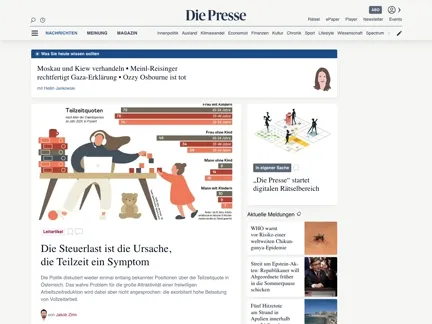 Die Presse
ABO
Rätsel ePaper Player Newsletter Events
NACHRICHTEN MEINUNG MAGAZIN
Innenpolitik Ausland Klimawandel Economist Finanzen Kultur Chronik Sport Lifestyle Wissenschaft Spectrum
Was Sie heute wissen sollten
Moskau und Kiew verhandeln • Meinl-Reisinger
rechtfertigt Gaza-Erklärung • Ozzy Osbourne ist tot
mit Hellin Jankowski
Teilzeitquoten
Frau mit Kindern
Frau ohne Kind
Mann ohne Kind
Mann mit Kindern
Leitartikel
Die Steuerlast ist die Ursache,
die Teilzeit ein Symptom
Die Politik diskutiert wieder einmal entlang bekannter Positionen über die Teilzeitquote in
Österreich. Das wahre Problem für die große Attraktivität einer freiwilligen
Arbeitszeitreduktion wird dabei aber nicht angesprochen: die exorbitant hohe Belastung
von Vollzeitarbeit.
von Jakob Zirm
In eigener Sache
„Die Presse“ startet
digitalen Rätselbereich
Aktuelle Meldungen
WHO warnt
vor Risiko einer
weltweiten Chikun-
gunya-Epidemie
Streit um Epstein-Ak-
ten: Republikaner will
Abgeordnete früher
in die Sommerpause
schicken
Fünf Hitzetote
am Strand in
Apulien innerhalb